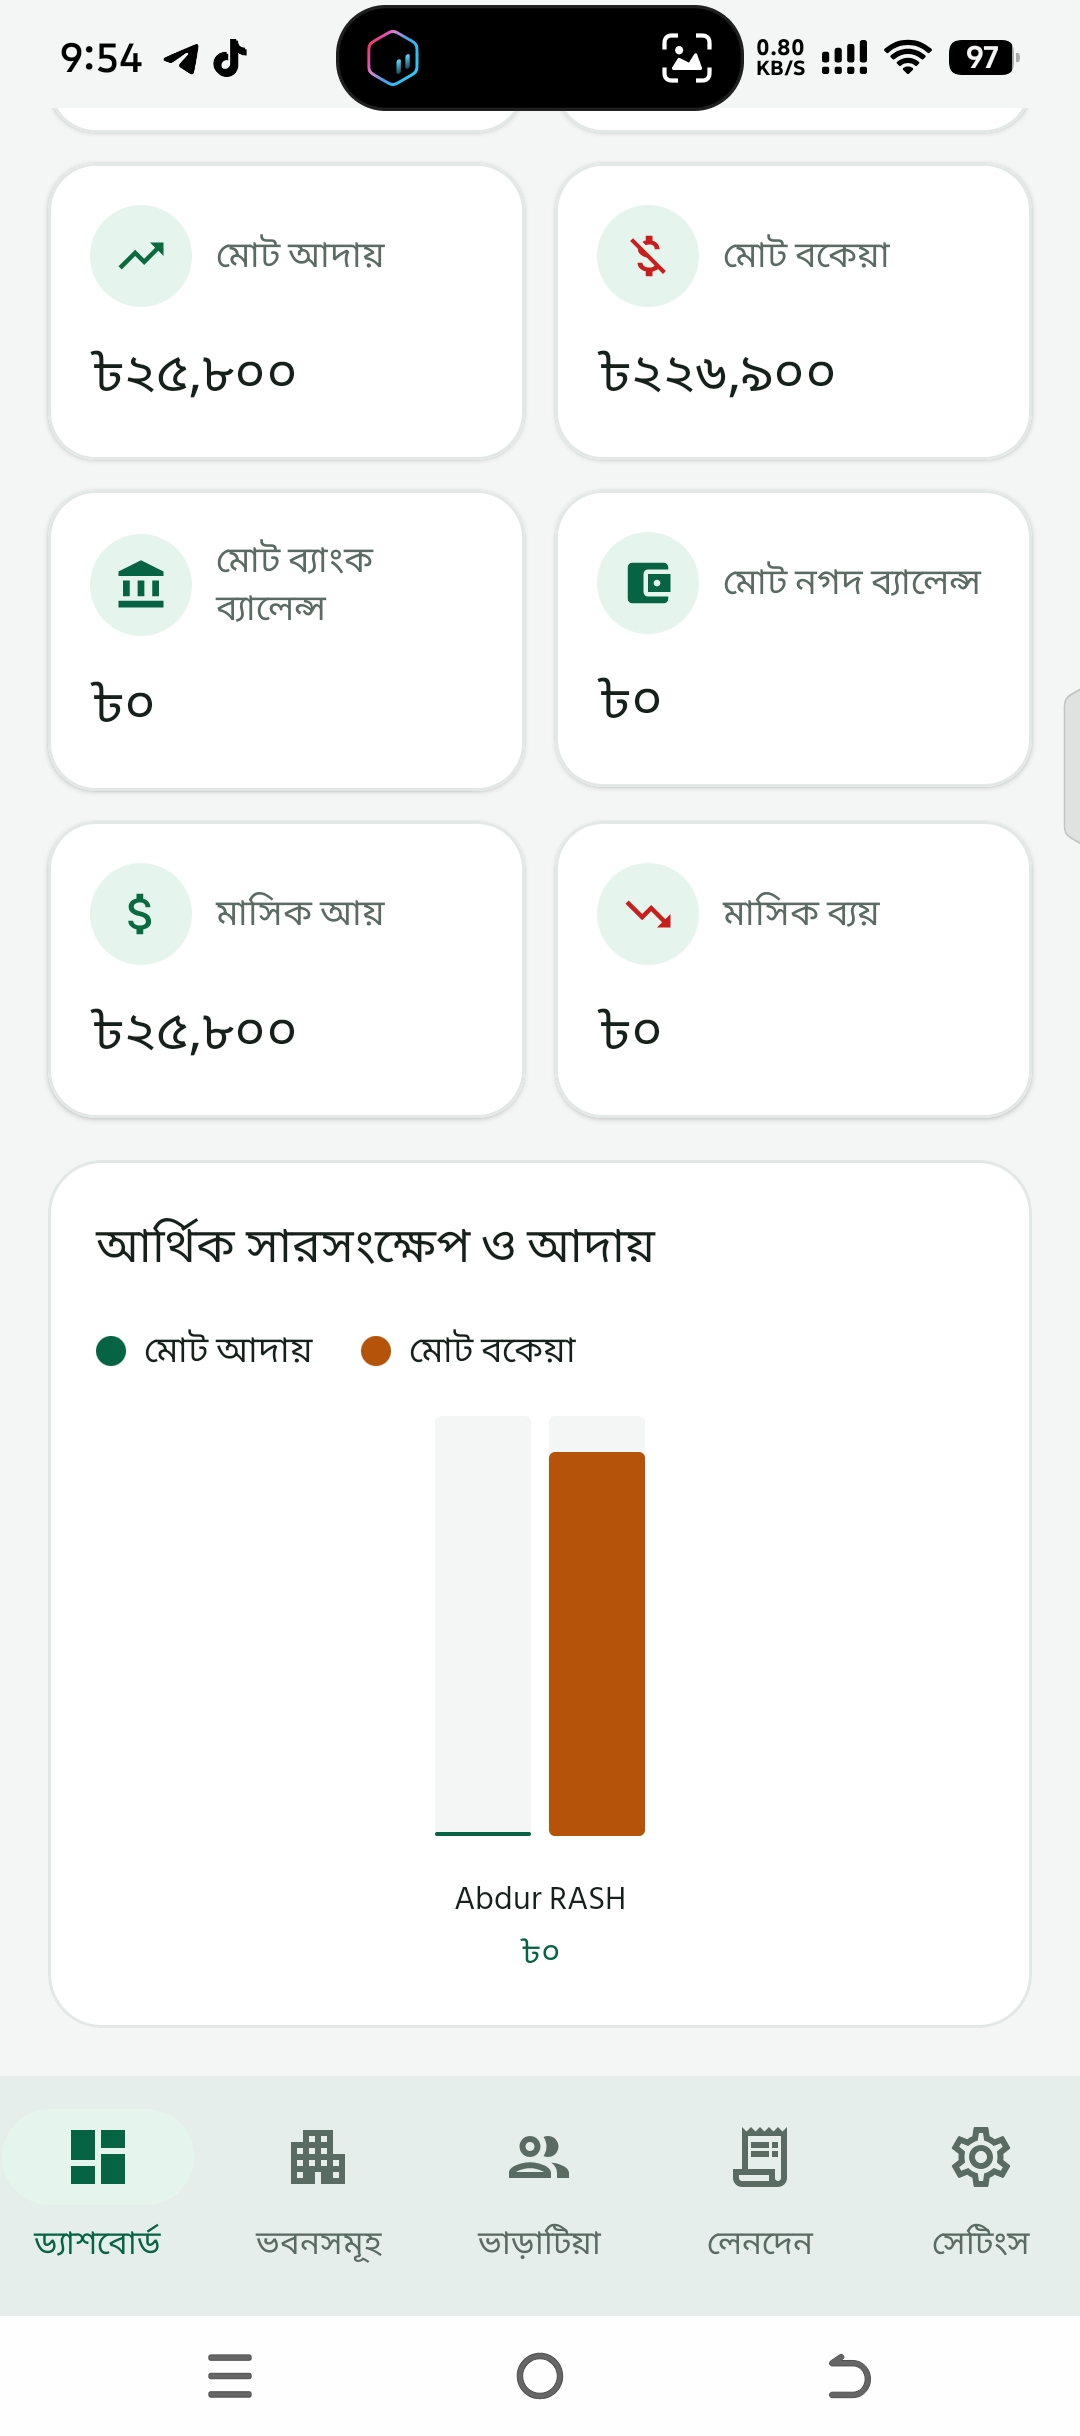 9:54
0.80
KB/S
97
মোট আদায়
৳২৫,৮০০
মোট বকেয়া
৳২২৬,৯০০
মোট ব্যাংক
ব্যালেন্স
৳০
মোট নগদ ব্যালেন্স
৳০
মাসিক আয়
৳২৫,৮০০
মাসিক ব্যয়
৳০
আর্থিক সারসংক্ষেপ ও আদায়
মোট আদায়
মোট বকেয়া
Abdur RASH
৳০
ড্যাশবোর্ড
ভবনসমূহ
ভাড়াটিয়া
লেনদেন
সেটিংস